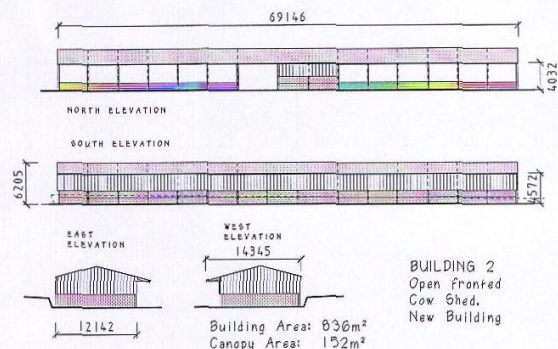 69146
4032
NORTH ELEVATION
SOUTH ELEVATION
6205
4572
EAST
ELEVATION
WEST
ELEVATION
14345
12142
BUILDING 2
Open fronted
Cow Shed.
New Building
Building Area: 836m²
Canopy Area: 152m²